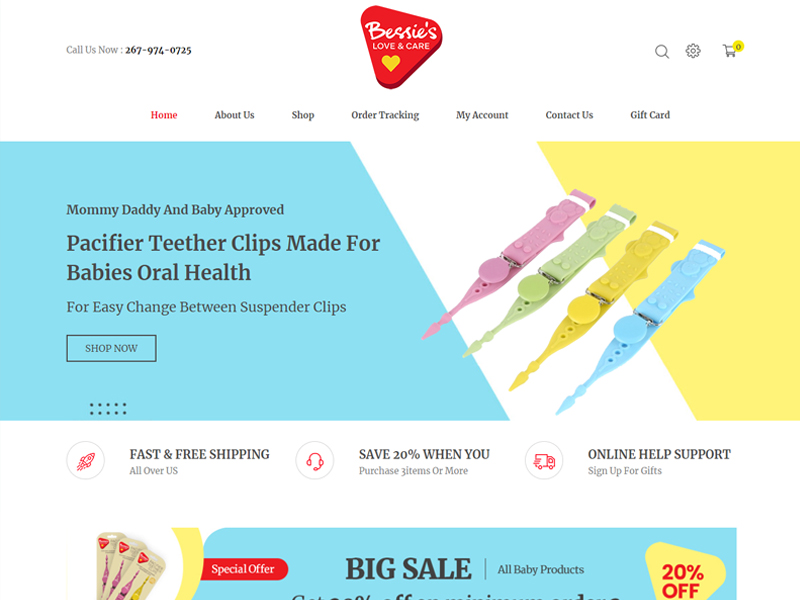 Call Us Now : 267-974-0725
Bessie's
LOVE & CARE
0
Home
About Us
Shop
Order Tracking
My Account
Contact Us
Gift Card
Mommy Daddy And Baby Approved
Pacifier Teether Clips Made For
Babies Oral Health
For Easy Change Between Suspender Clips
SHOP NOW
FAST & FREE SHIPPING
All Over US
SAVE 20% WHEN YOU
Purchase 3items Or More
ONLINE HELP SUPPORT
Sign Up For Gifts
Special Offer
BIG SALE
All Baby Products
20%
OFF